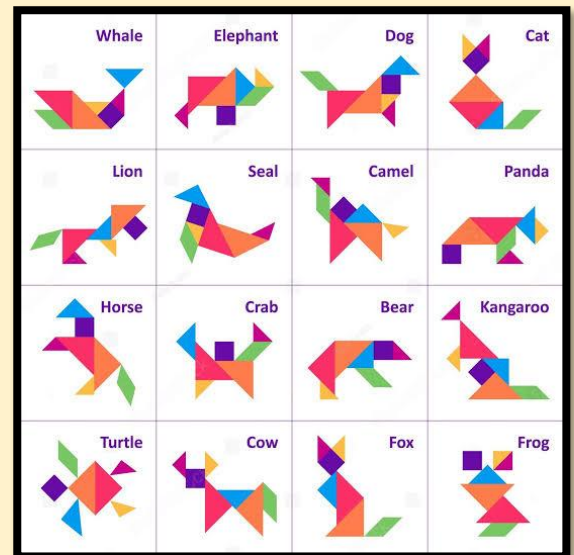 Whale
Elephant
Dog
Cat
Lion
Seal
Camel
Panda
Horse
Crab
Bear
Kangaroo
Turtle
Cow
Fox
Frog